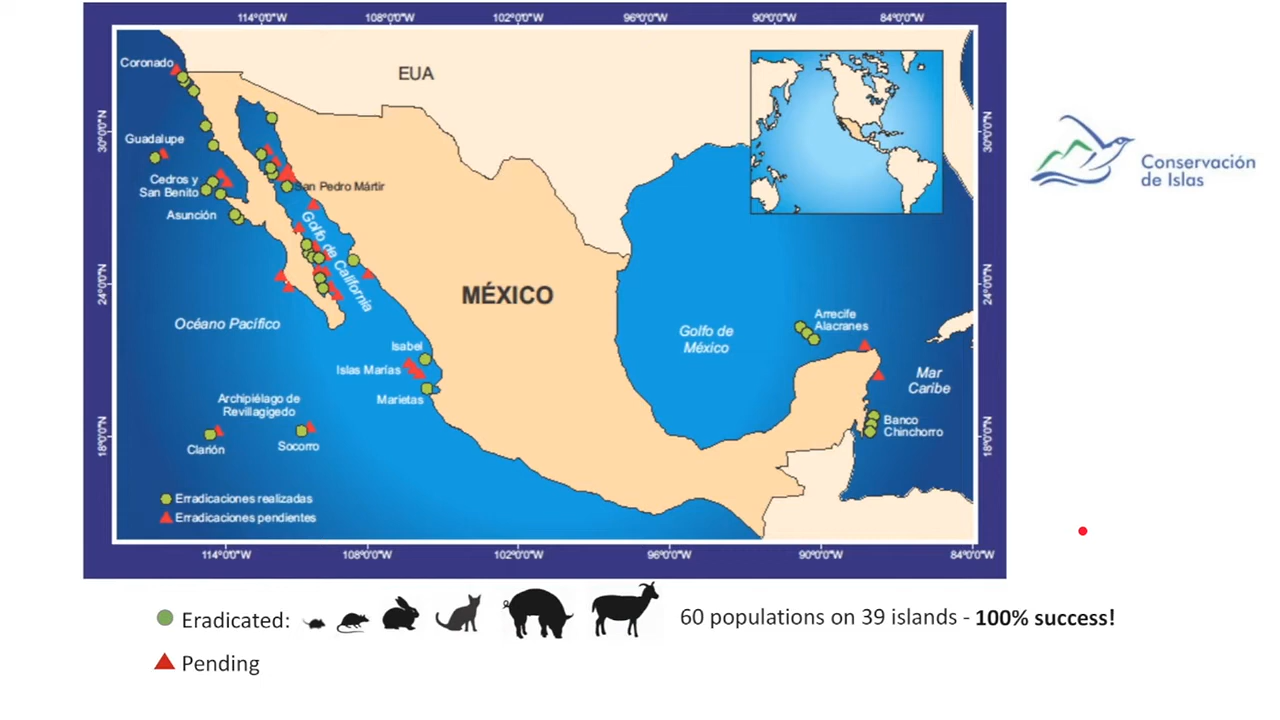 114°0'0"W 108°0'0"W 102°0'0"W 96°0'0"W 90°0'0"W 84°0'0"W
EUA
Coronado
30°0'0"N
30°0'0"N
Guadalupe
Cedros y
San Benito
San Pedro Mártir
Asunción
Golfo de California
24°0'0"N
24°0'0"N
MÉXICO
Océano Pacífico
Golfo de
México
Arrecife
Alacranes
Isabel
Islas Marías
Mar
Caribe
Marietas
Archipiélago de
Revillagigedo
Clarión
Socorro
Banco
Chinchorro
18°0'0"N
18°0'0"N
Erradicaciones realizadas
Erradicaciones pendientes
114°0'0"W 108°0'0"W 102°0'0"W 96°0'0"W 90°0'0"W 84°0'0"W
Conservación
de Islas
Eradicated: 60 populations on 39 islands - 100% success!
Pending